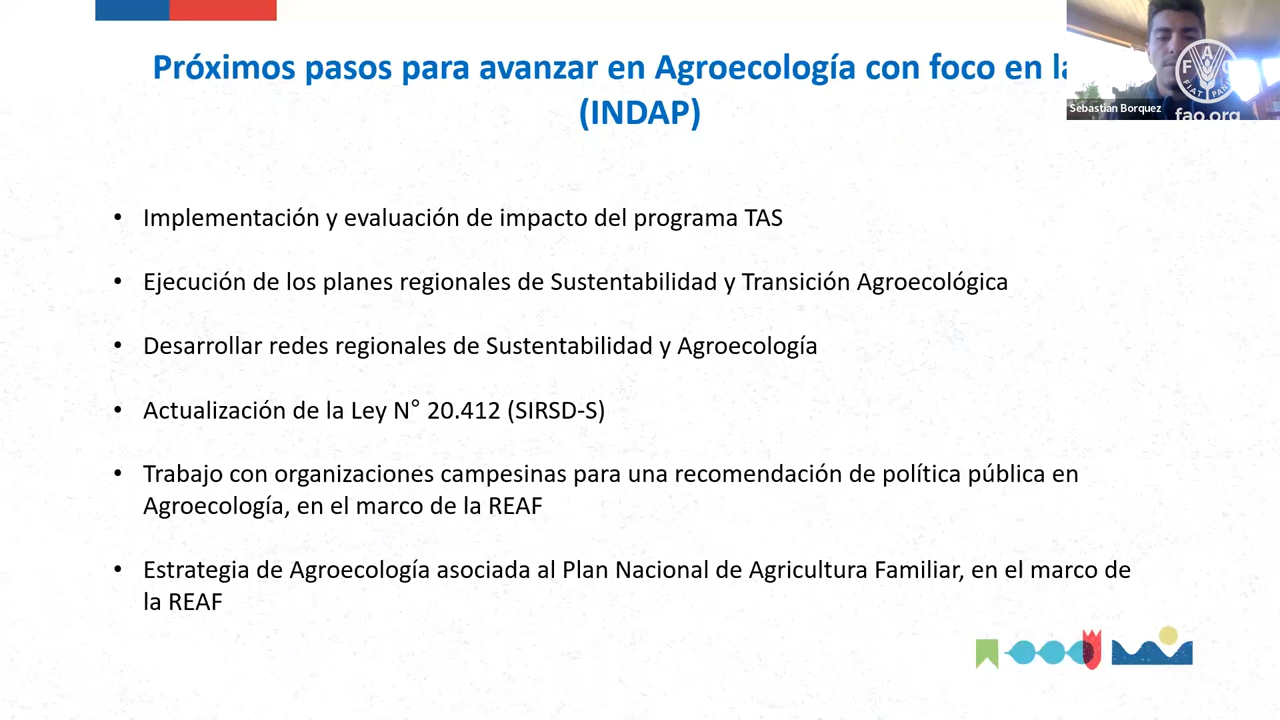 Próximos pasos para avanzar en Agroecología con foco en la
(INDAP)
Sebastian Borquez
FIAT PANIS
fao.org
• Implementación y evaluación de impacto del programa TAS
• Ejecución de los planes regionales de Sustentabilidad y Transición Agroecológica
• Desarrollar redes regionales de Sustentabilidad y Agroecología
• Actualización de la Ley N° 20.412 (SIRSD-S)
• Trabajo con organizaciones campesinas para una recomendación de política pública en
Agroecología, en el marco de la REAF
• Estrategia de Agroecología asociada al Plan Nacional de Agricultura Familiar, en el marco de
la REAF